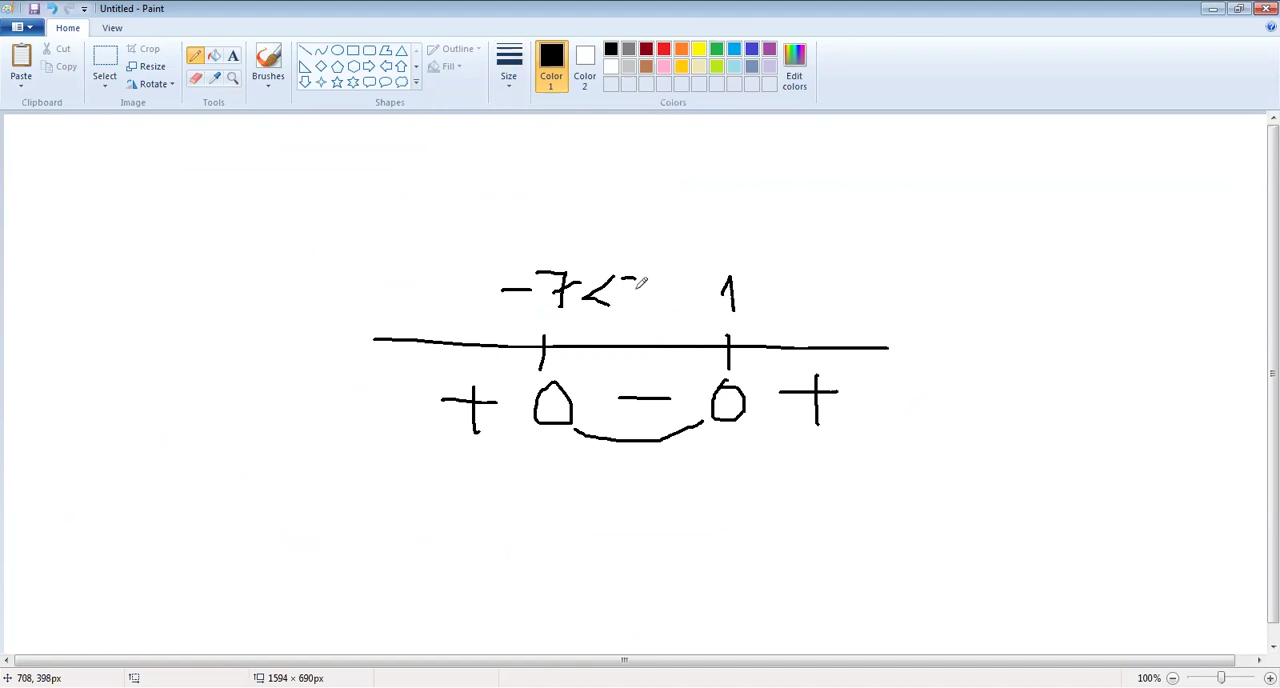 Untitled - Paint
Home View
Paste
Cut
Copy
Clipboard
Select
Crop
Resize
Rotate
Image
Tools
A
Brushes
Shapes
Outline
Fill
Size
Color 1
Color 2
Colors
Edit colors
-7< 1
+ 0 - 0 +
708, 398px
1594 × 690px
100%